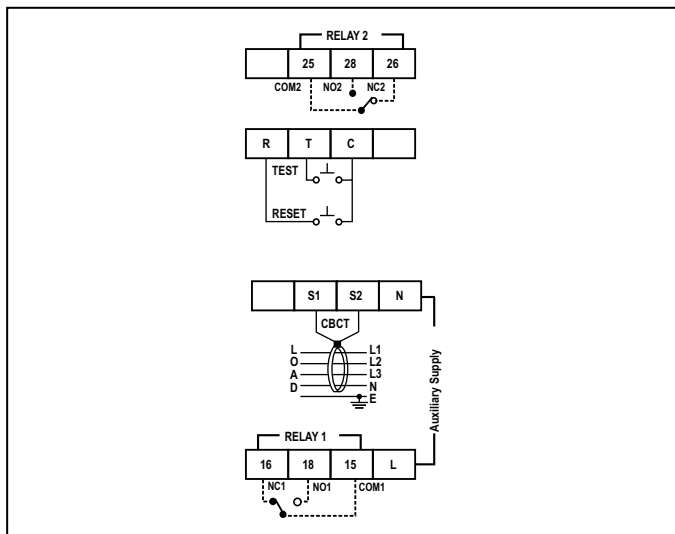 RELAY 2
25 28 26
COM2 NO2 NC2
R T C
TEST
RESET
S1 S2 N
CBCT
L L1
O L2
A L3
D N
E
Auxiliary Supply
RELAY 1
16 18 15 L
NC1 NO1 COM1